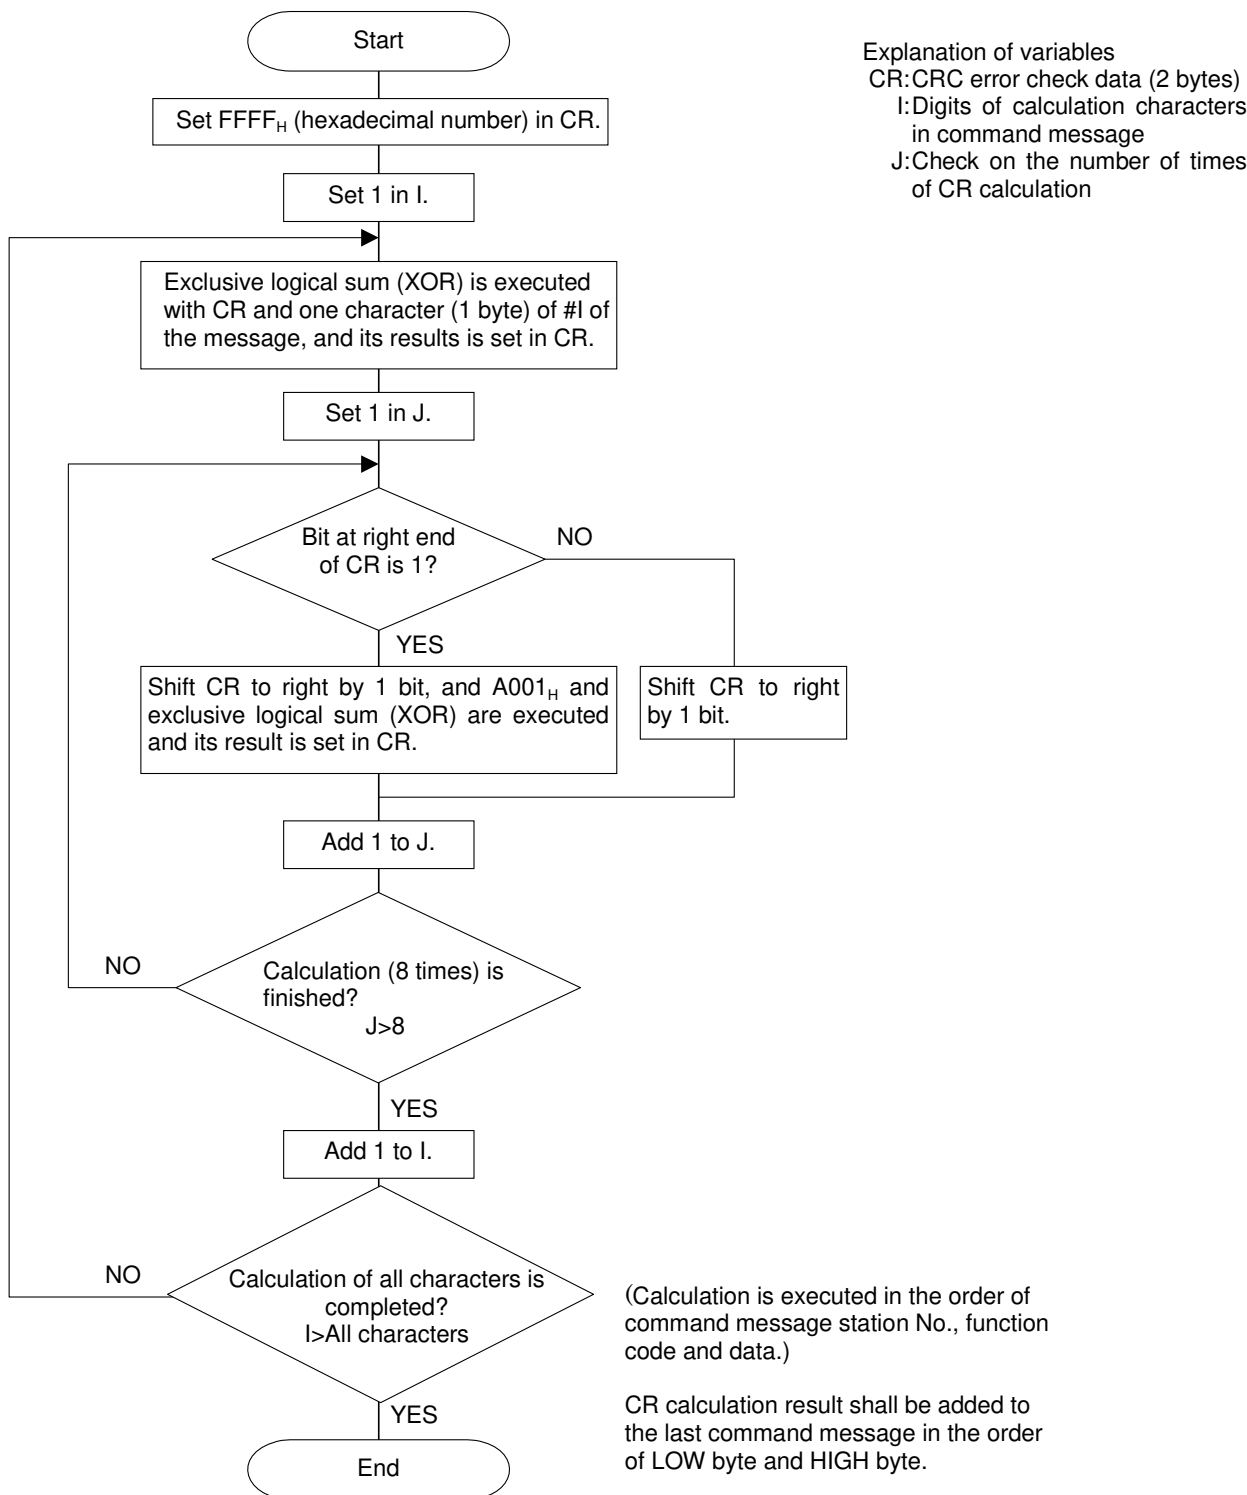 Start
Explanation of variables
CR:CRC error check data (2 bytes)
I:Digits of calculation characters
in command message
J:Check on the number of times
of CR calculation
Set FFFFH (hexadecimal number) in CR.
Set 1 in I.
Exclusive logical sum (XOR) is executed
with CR and one character (1 byte) of #I of
the message, and its results is set in CR.
Set 1 in J.
Bit at right end
of CR is 1?
NO
YES
Shift CR to right by 1 bit, and A001H and
exclusive logical sum (XOR) are executed
and its result is set in CR.
Shift CR to right
by 1 bit.
Add 1 to J.
NO
Calculation (8 times) is
finished?
J>8
YES
Add 1 to I.
NO
Calculation of all characters is
completed?
I>All characters
YES
End
(Calculation is executed in the order of
command message station No., function
code and data.)
CR calculation result shall be added to
the last command message in the order
of LOW byte and HIGH byte.